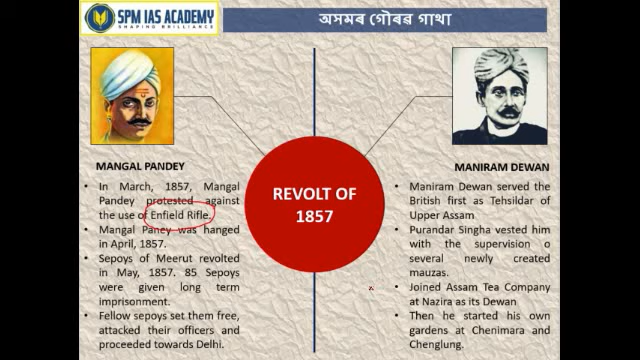 SPM IAS ACADEMY
SHAPING BRILLIANCE
অসমৰ গৌৰৱ গাথা
MANGAL PANDEY
• In March, 1857, Mangal
Pandey protested against
the use of Enfield Rifle.
• Mangal Paney was hanged
in April, 1857.
• Sepoys of Meerut revolted
in May, 1857. 85 Sepoys
were given long term
imprisonment.
• Fellow sepoys set them free,
attacked their officers and
proceeded towards Delhi.
REVOLT OF
1857
MANIRAM DEWAN
• Maniram Dewan served the
British first as Tehsildar of
Upper Assam
• Purandar Singha vested him
with the supervision o
several newly created
mauzas.
• Joined Assam Tea Company
at Nazira as its Dewan
• Then he started his own
gardens at Chenimara and
Chenglung.